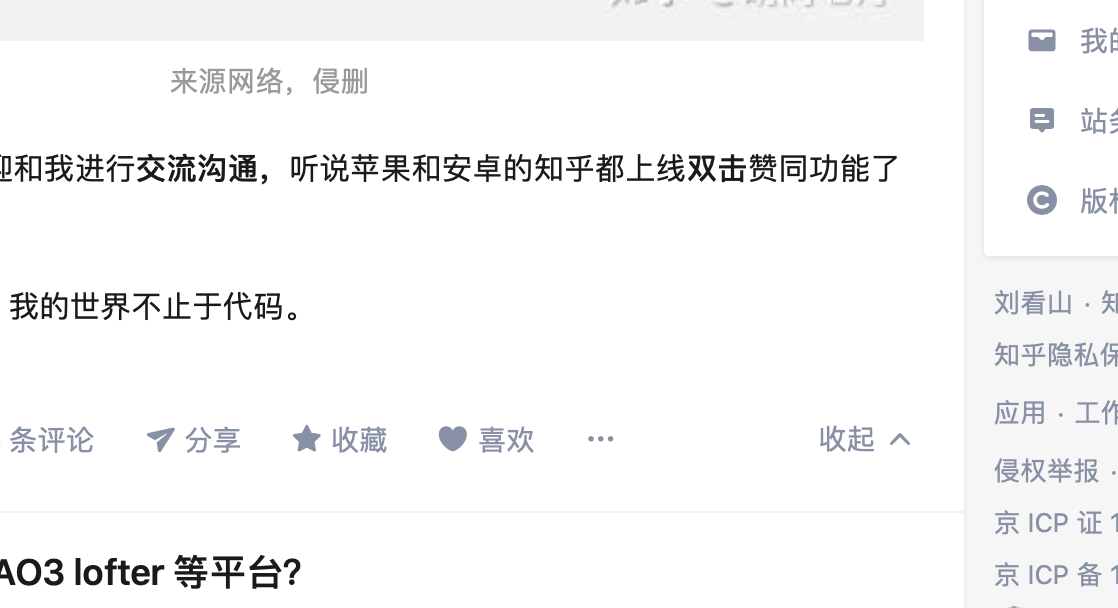 来源网络，侵删
迎和我进行交流沟通，听说苹果和安卓的知乎都上线双击赞同功能了
我的世界不止于代码。
条评论 分享 收藏 喜欢 ··· 收起
AO3 lofter 等平台？
我的
站务
版权
刘看山 · 知
知乎隐私保
应用 · 工作
侵权举报 ·
京 ICP 证 1
京 ICP 备 1